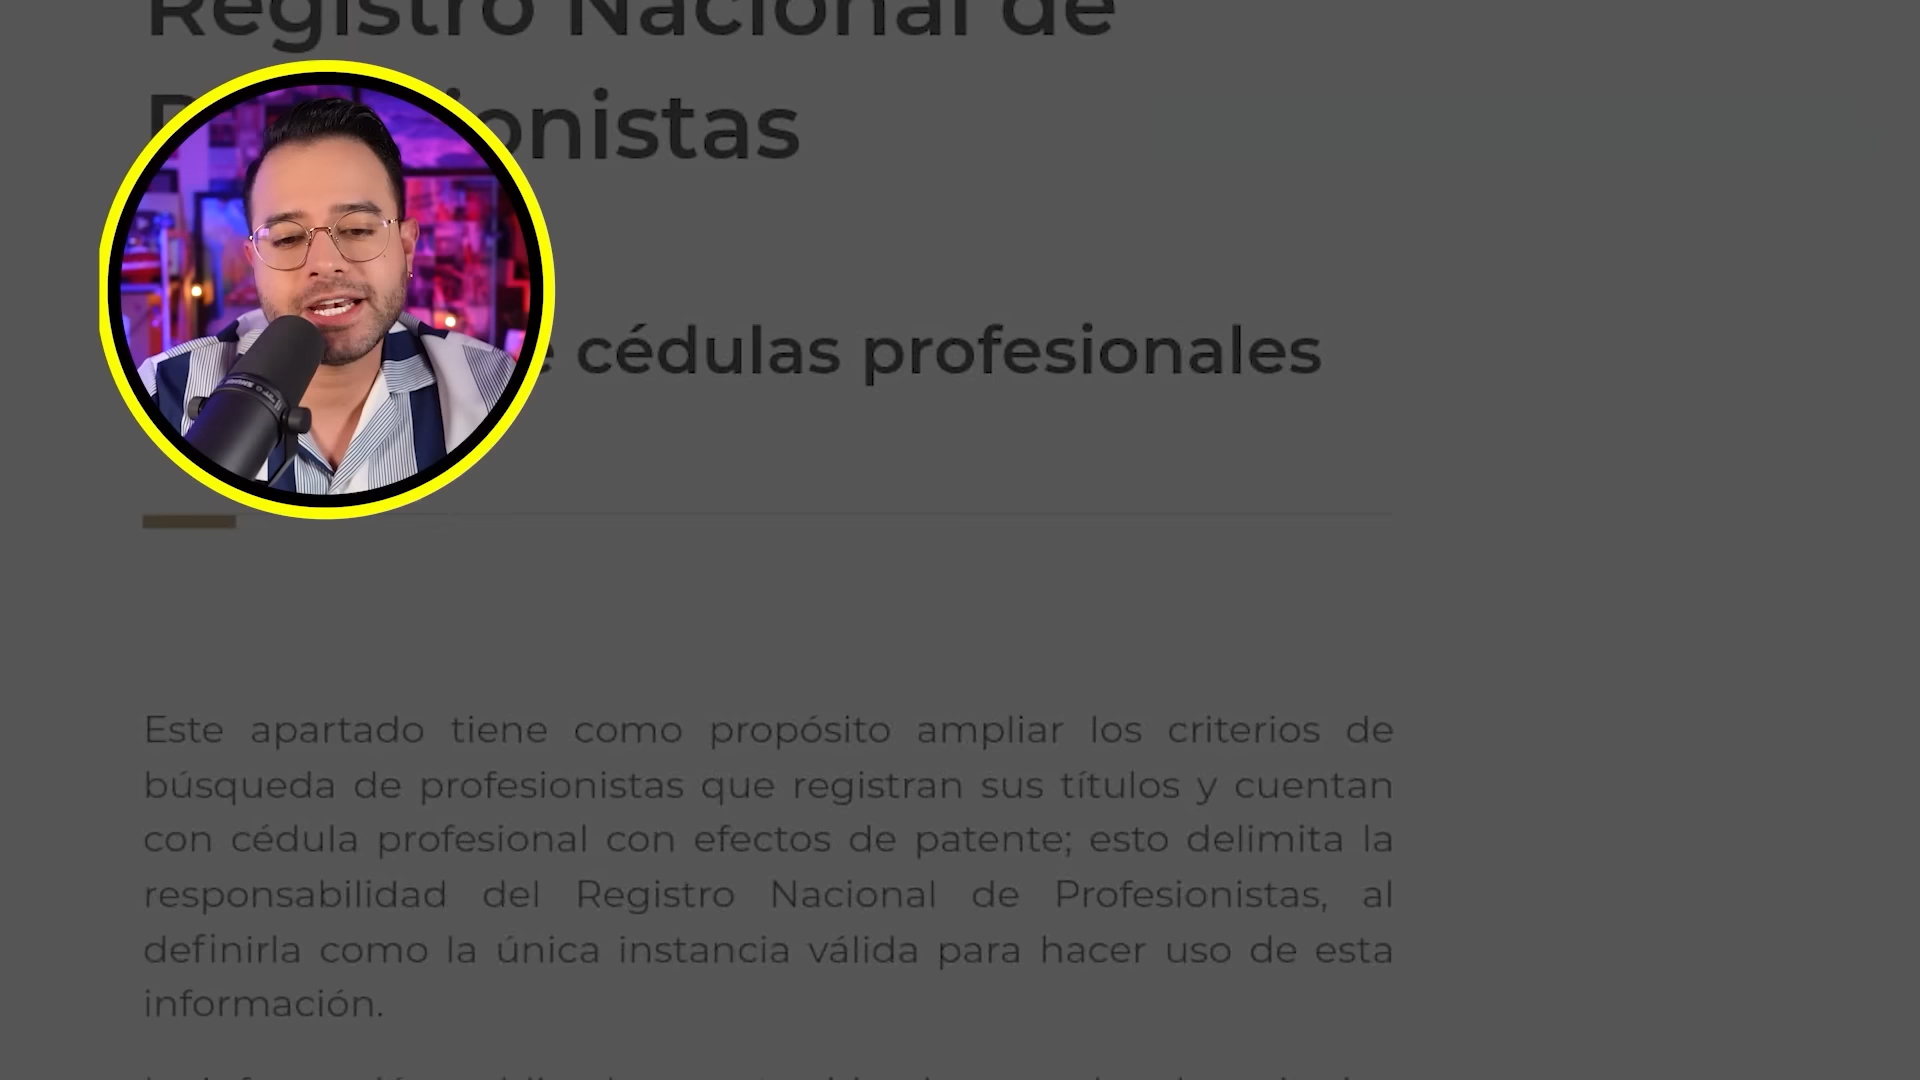 Registro Nacional de
onistas
cédulas profesionales
Este apartado tiene como propósito ampliar los criterios de
búsqueda de profesionistas que registran sus títulos y cuentan
con cédula profesional con efectos de patente; esto delimita la
responsabilidad del Registro Nacional de Profesionistas, al
definirla como la única instancia válida para hacer uso de esta
información.